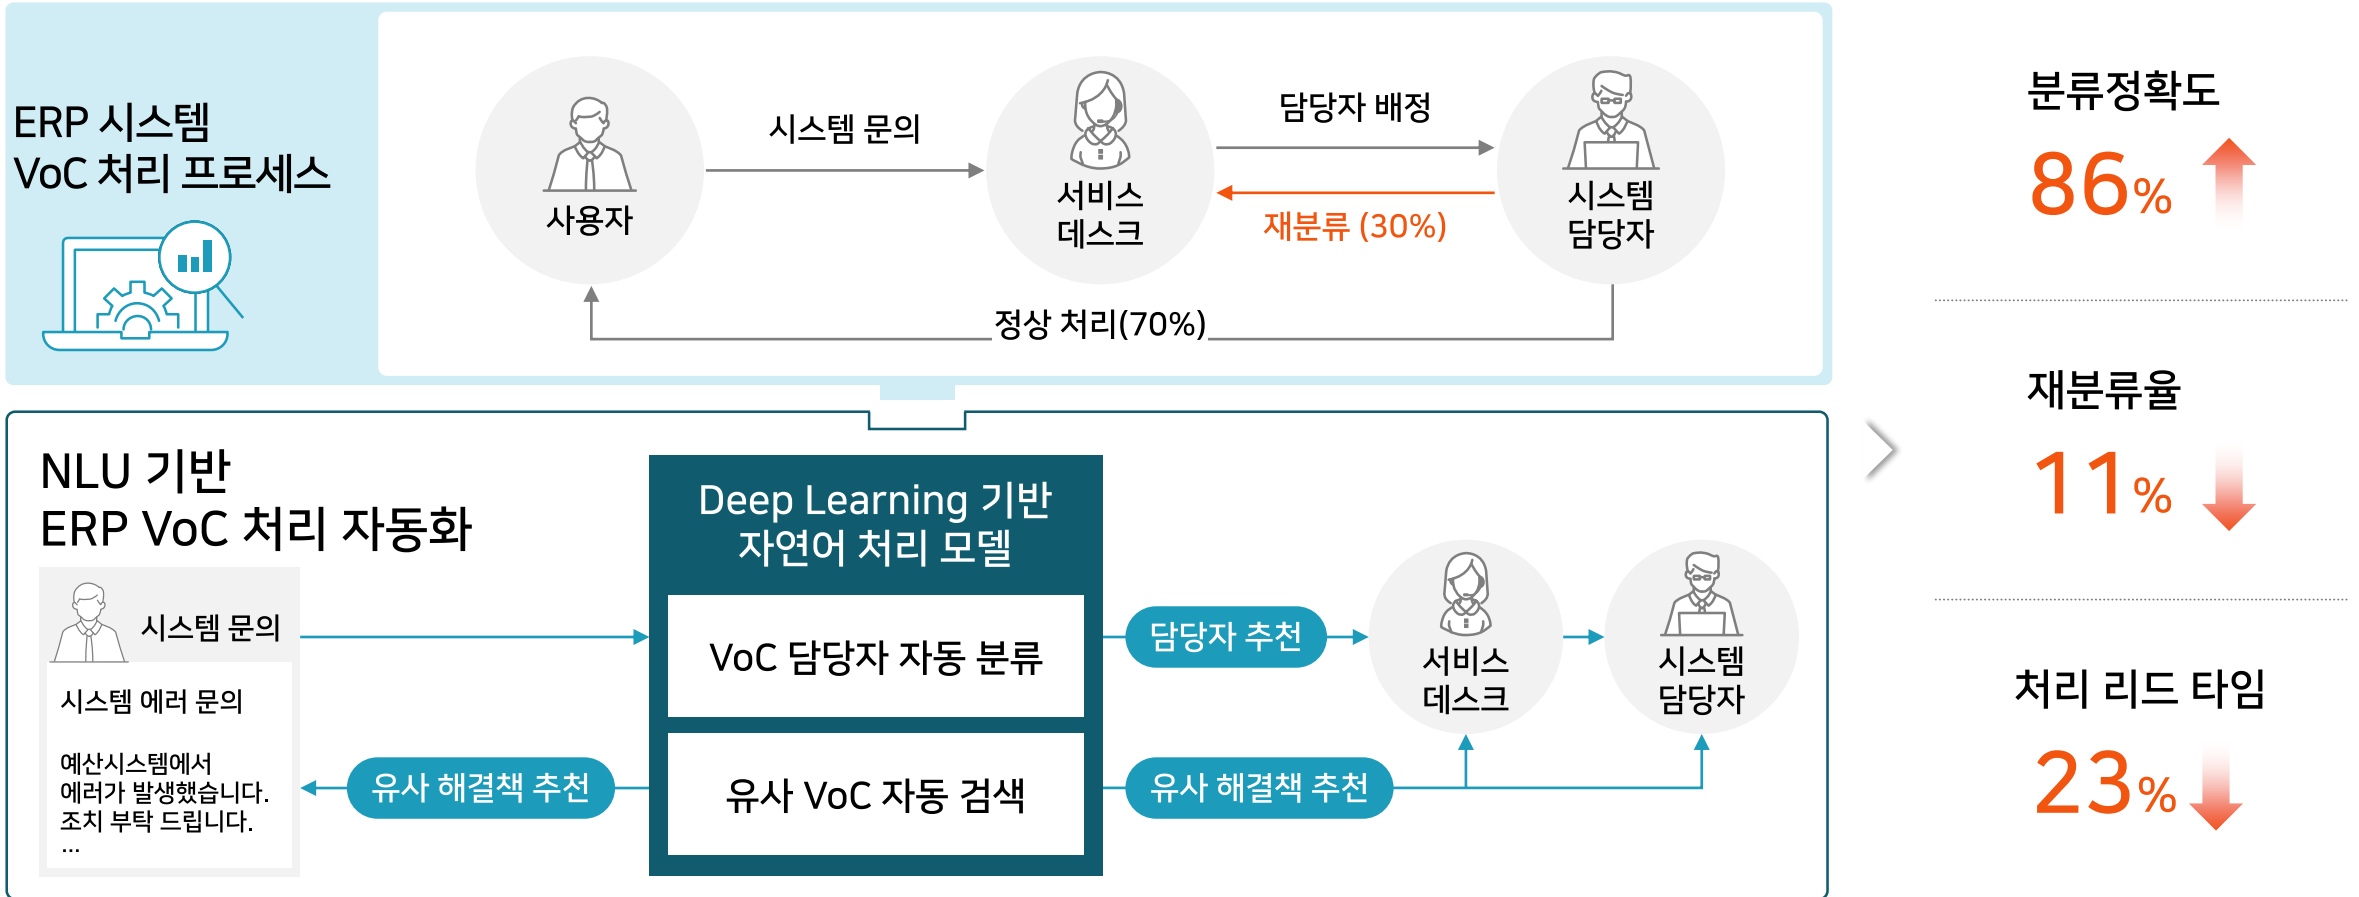 ERP 시스템
VoC 처리 프로세스
사용자
시스템 문의
서비스
데스크
담당자 배정
재분류 (30%)
시스템
담당자
정상 처리(70%)
NLU 기반
ERP VoC 처리 자동화
시스템 문의
시스템 에러 문의
예산시스템에서
에러가 발생했습니다.
조치 부탁 드립니다.
...
유사 해결책 추천
Deep Learning 기반
자연어 처리 모델
VoC 담당자 자동 분류
유사 VoC 자동 검색
담당자 추천
유사 해결책 추천
서비스
데스크
시스템
담당자
분류정확도
86%
재분류율
11%
처리 리드 타임
23%